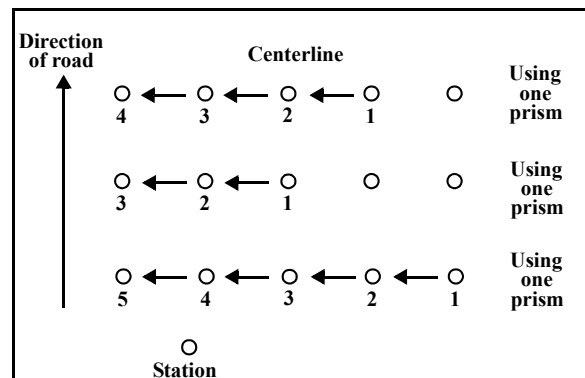 Direction
of road
Centerline
Using
one
prism
4 3 2 1
Using
one
prism
3 2 1
Using
one
prism
5 4 3 2 1
Station